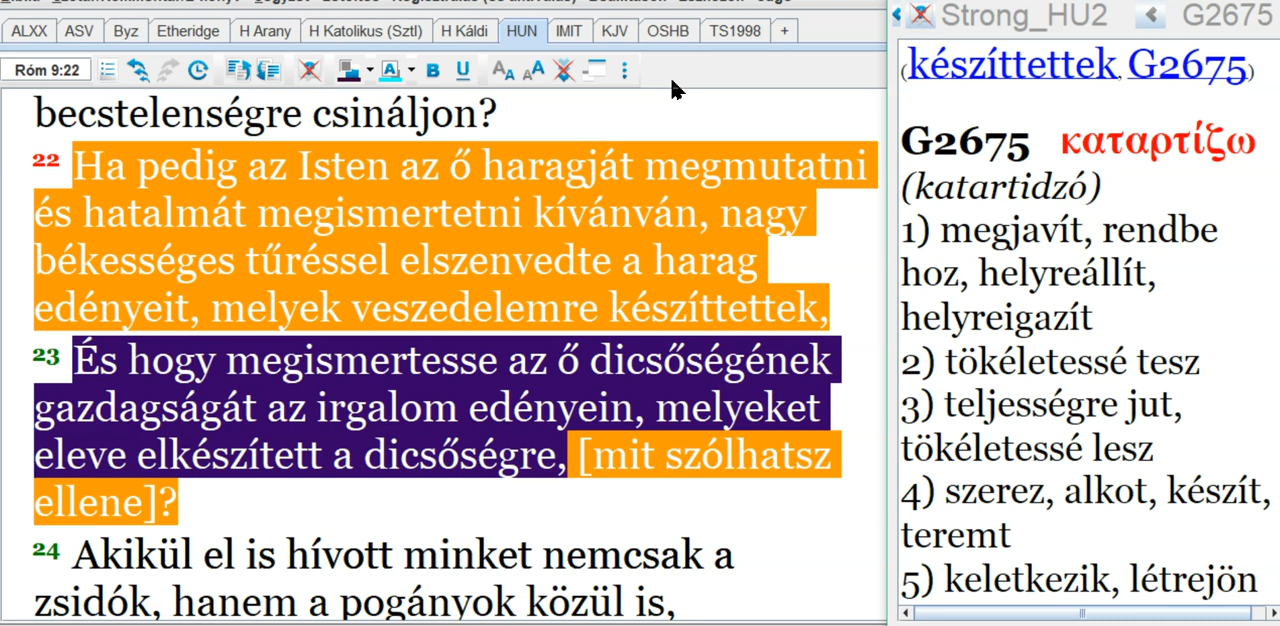 ALXX ASV Byz Etheridge H Arany H Katolikus (Sztl) H Káldi HUN IMIT KJV OSHB TS1998 +
Róm 9:22
becstelenségre csináljon?
22 Ha pedig az Isten az ő haragját megmutatni
és hatalmát megismertetni kívánván, nagy
békességes tűréssel elszenvedte a harag
edényeit, melyek veszedelemre készíttettek,
23 És hogy megismertesse az ő dicsőségének
gazdagságát az irgalom edényein, melyeket
eleve elkészített a dicsőségre, [mit szólhatsz
ellene]?
24 Akikül el is hívott minket nemcsak a
zsidók, hanem a pogányok közül is,
Strong_HU2 G2675
(készíttettek, G2675)
G2675 καταρτίζω
(katartidzó)
1) megjavít, rendbe
hoz, helyreállít,
helyreigazít
2) tökéletessé tesz
3) teljességre jut,
tökéletessé lesz
4) szerez, alkot, készít,
teremt
5) keletkezik, létrejön